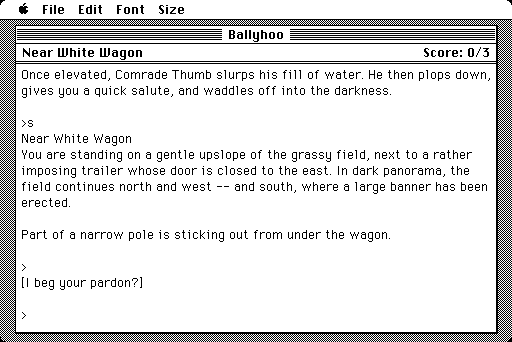 File Edit Font Size
Ballyhoo
Near White Wagon Score: 0/3
Once elevated, Comrade Thumb slurps his fill of water. He then plops down,
gives you a quick salute, and waddles off into the darkness.
>s
Near White Wagon
You are standing on a gentle upslope of the grassy field, next to a rather
imposing trailer whose door is closed to the east. In dark panorama, the
field continues north and west -- and south, where a large banner has been
erected.
Part of a narrow pole is sticking out from under the wagon.
>
[I beg your pardon?]
>